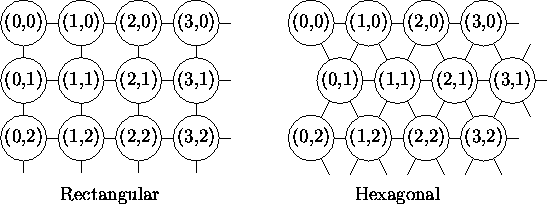 (0,0) (1,0) (2,0) (3,0) (0,0) (1,0) (2,0) (3,0)
(0,1) (1,1) (2,1) (3,1) (0,1) (1,1) (2,1) (3,1)
(0,2) (1,2) (2,2) (3,2) (0,2) (1,2) (2,2) (3,2)
Rectangular Hexagonal